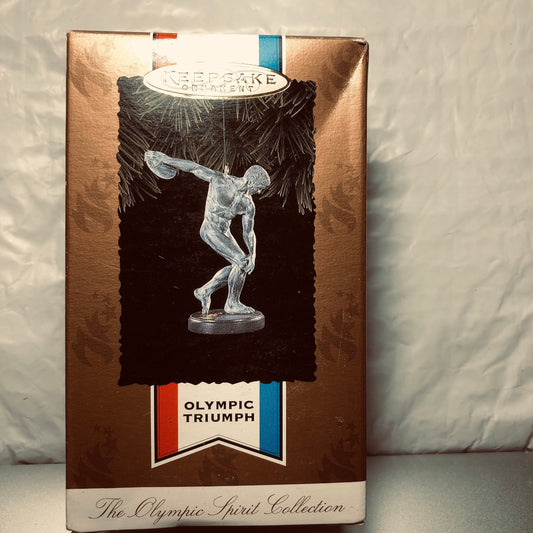 KEEPSAKE
ORNAMENT
OLYMPIC
TRIUMPH
The Olympic Spirit Collection